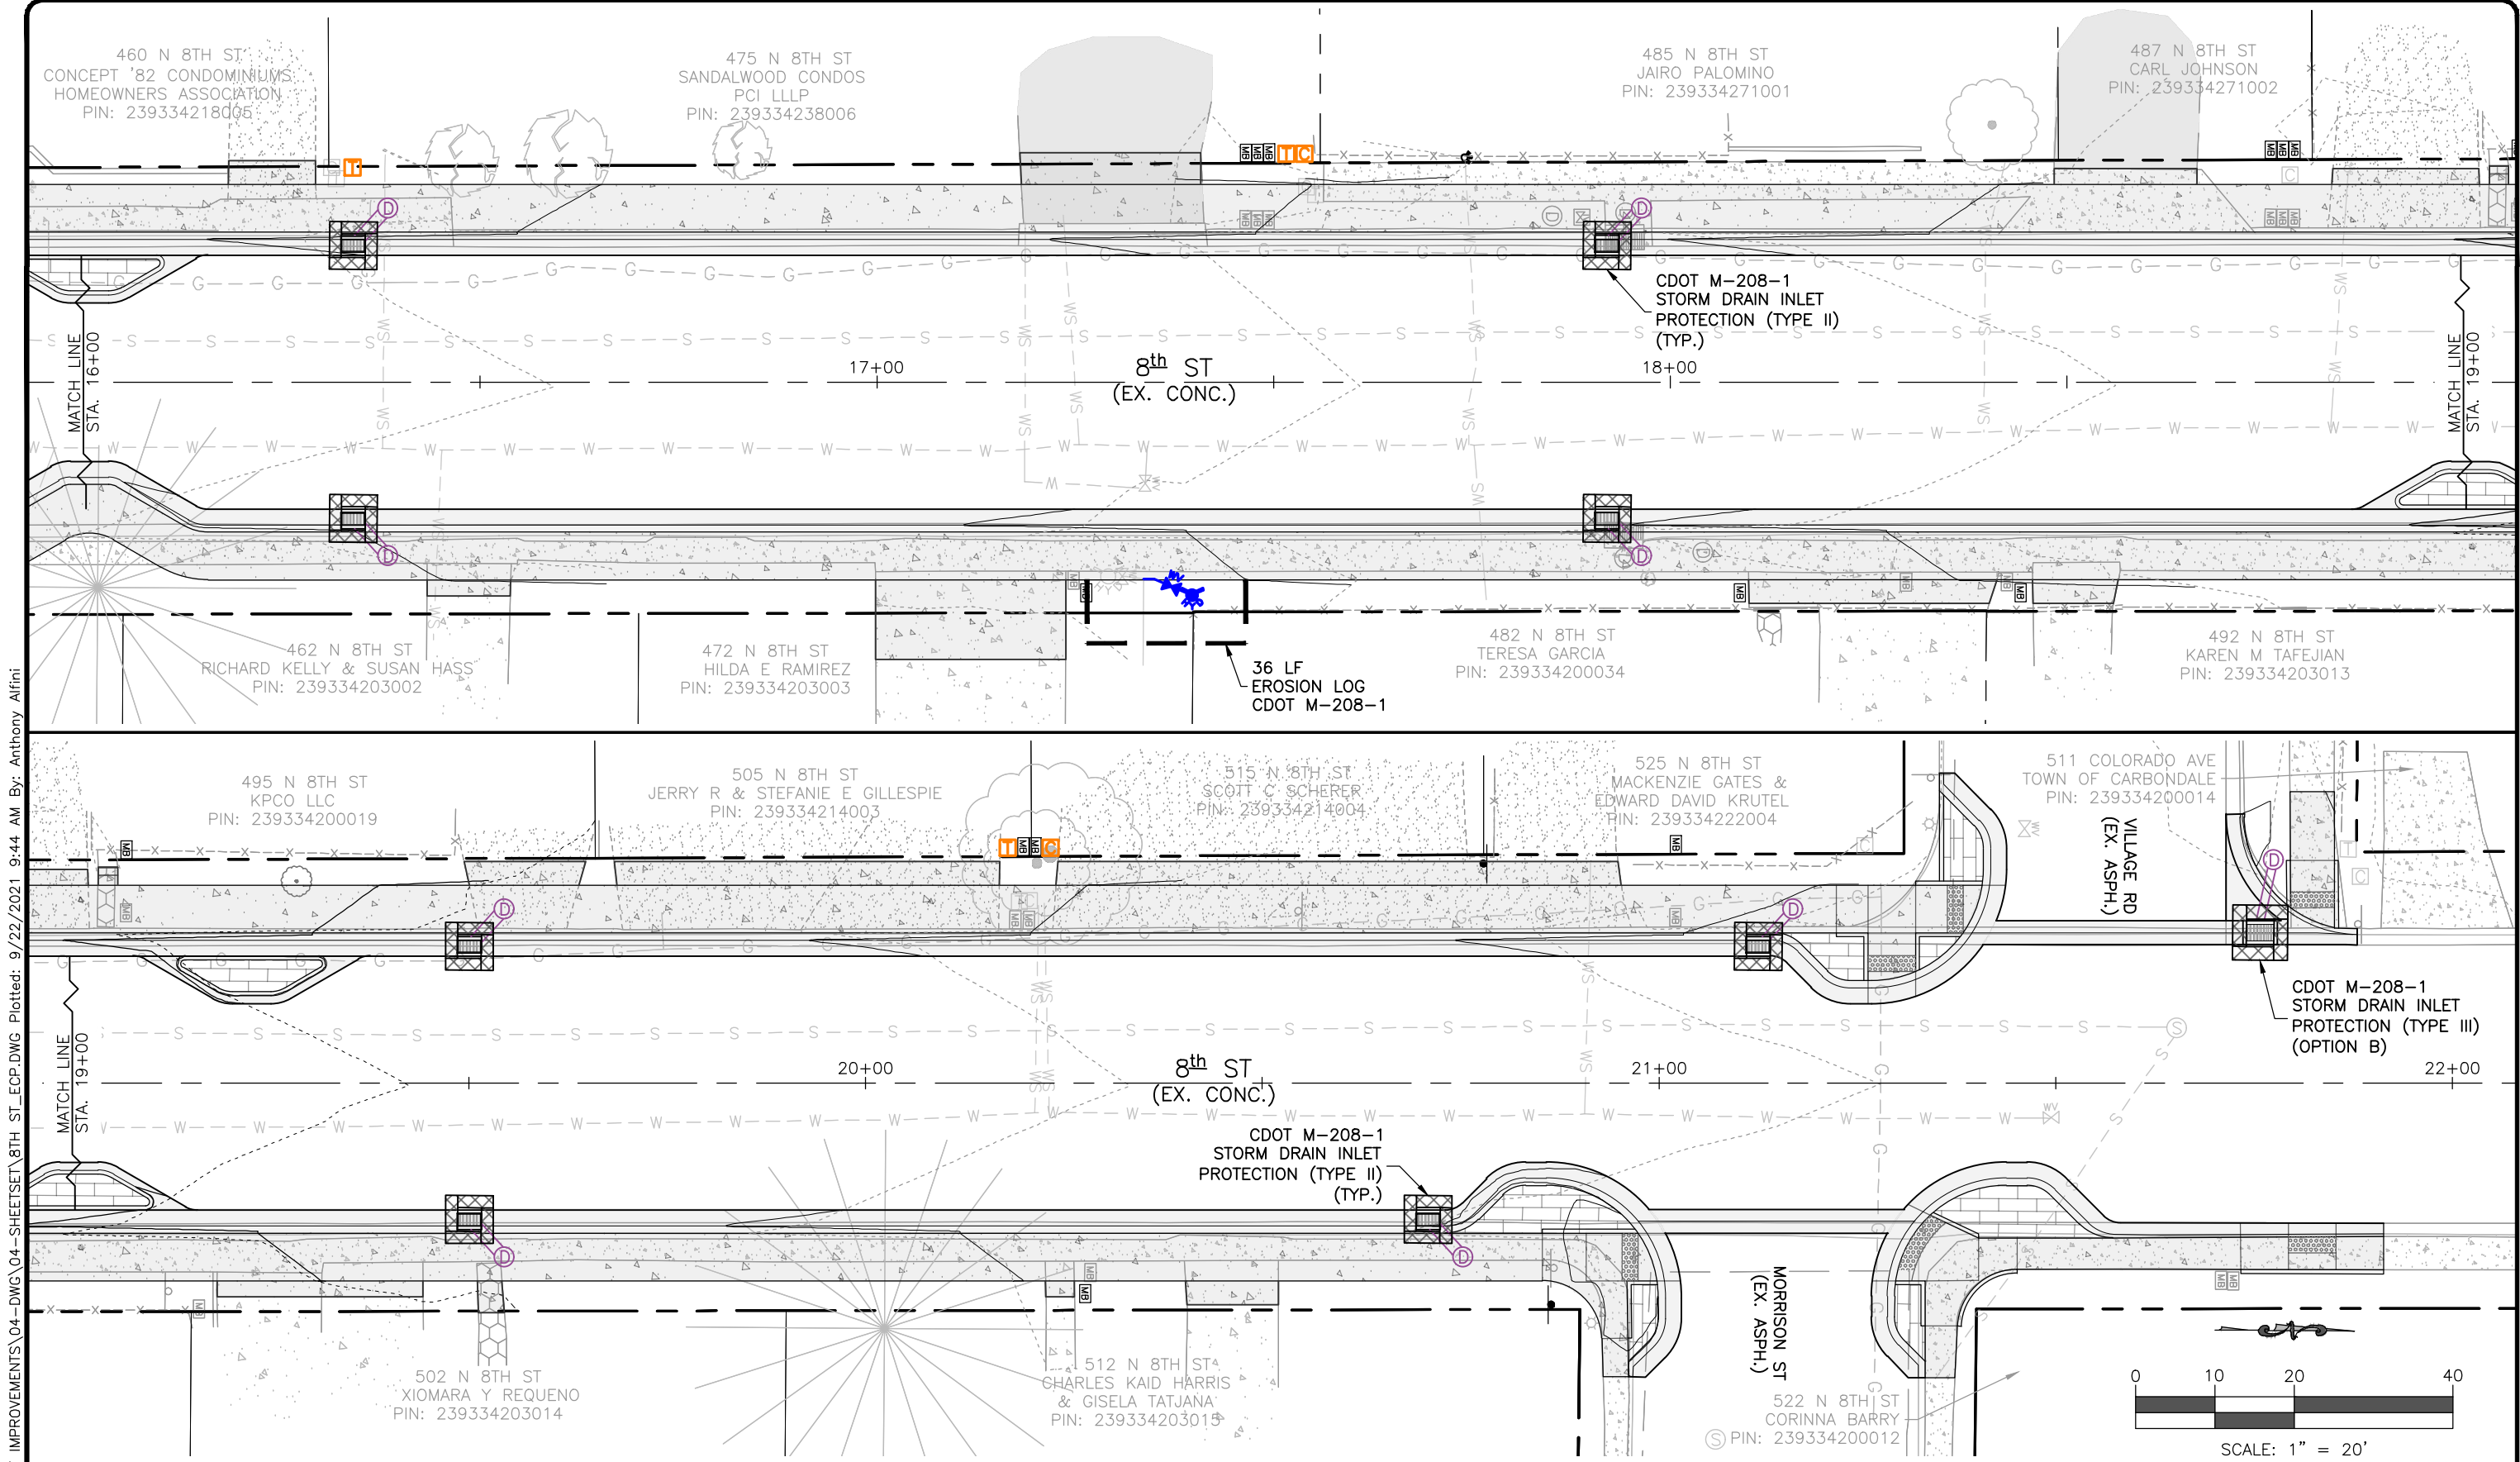 460 N 8TH ST
CONCEPT '82 CONDOMINIUMS
HOMEOWNERS ASSOCIATION
PIN: 239334218005
475 N 8TH ST
SANDALWOOD CONDOS
PCI LLLP
PIN: 239334238006
485 N 8TH ST
JAIRO PALOMINO
PIN: 239334271001
487 N 8TH ST
CARL JOHNSON
PIN: 239334271002
CDOT M-208-1
STORM DRAIN INLET
PROTECTION (TYPE II)
(TYP.)
MATCH LINE
STA. 16+00
17+00
8th ST
(EX. CONC.)
18+00
MATCH LINE
STA. 19+00
462 N 8TH ST
RICHARD KELLY & SUSAN HASS
PIN: 239334203002
472 N 8TH ST
HILDA E RAMIREZ
PIN: 239334203003
36 LF
EROSION LOG
CDOT M-208-1
482 N 8TH ST
TERESA GARCIA
PIN: 239334200034
492 N 8TH ST
KAREN M TAFEJIAN
PIN: 239334203013
495 N 8TH ST
KPCO LLC
PIN: 239334200019
505 N 8TH ST
JERRY R & STEFANIE E GILLESPIE
PIN: 239334214003
515 N 8TH ST
SCOTT C SCHERER
PIN: 239334214004
525 N 8TH ST
MACKENZIE GATES &
EDWARD DAVID KRUTEL
PIN: 239334222004
511 COLORADO AVE
TOWN OF CARBONDALE
PIN: 239334200014
VILLAGE RD
(EX. ASPH.)
CDOT M-208-1
STORM DRAIN INLET
PROTECTION (TYPE III)
(OPTION B)
MATCH LINE
STA. 19+00
20+00
8th ST
(EX. CONC.)
21+00
22+00
CDOT M-208-1
STORM DRAIN INLET
PROTECTION (TYPE II)
(TYP.)
MORRISON ST
(EX. ASPH.)
502 N 8TH ST
XIOMARA Y REQUENO
PIN: 239334203014
512 N 8TH ST
CHARLES KAID HARRIS
& GISELA TATJANA
PIN: 239334203015
522 N 8TH ST
CORINNA BARRY
PIN: 239334200012
0 10 20 40
SCALE: 1" = 20'
IMPROVEMENTS\04-DWG\04-SHEETSET\8TH ST_ECP.DWG Plotted: 9/22/2021 9:44 AM By: Anthony Alfini